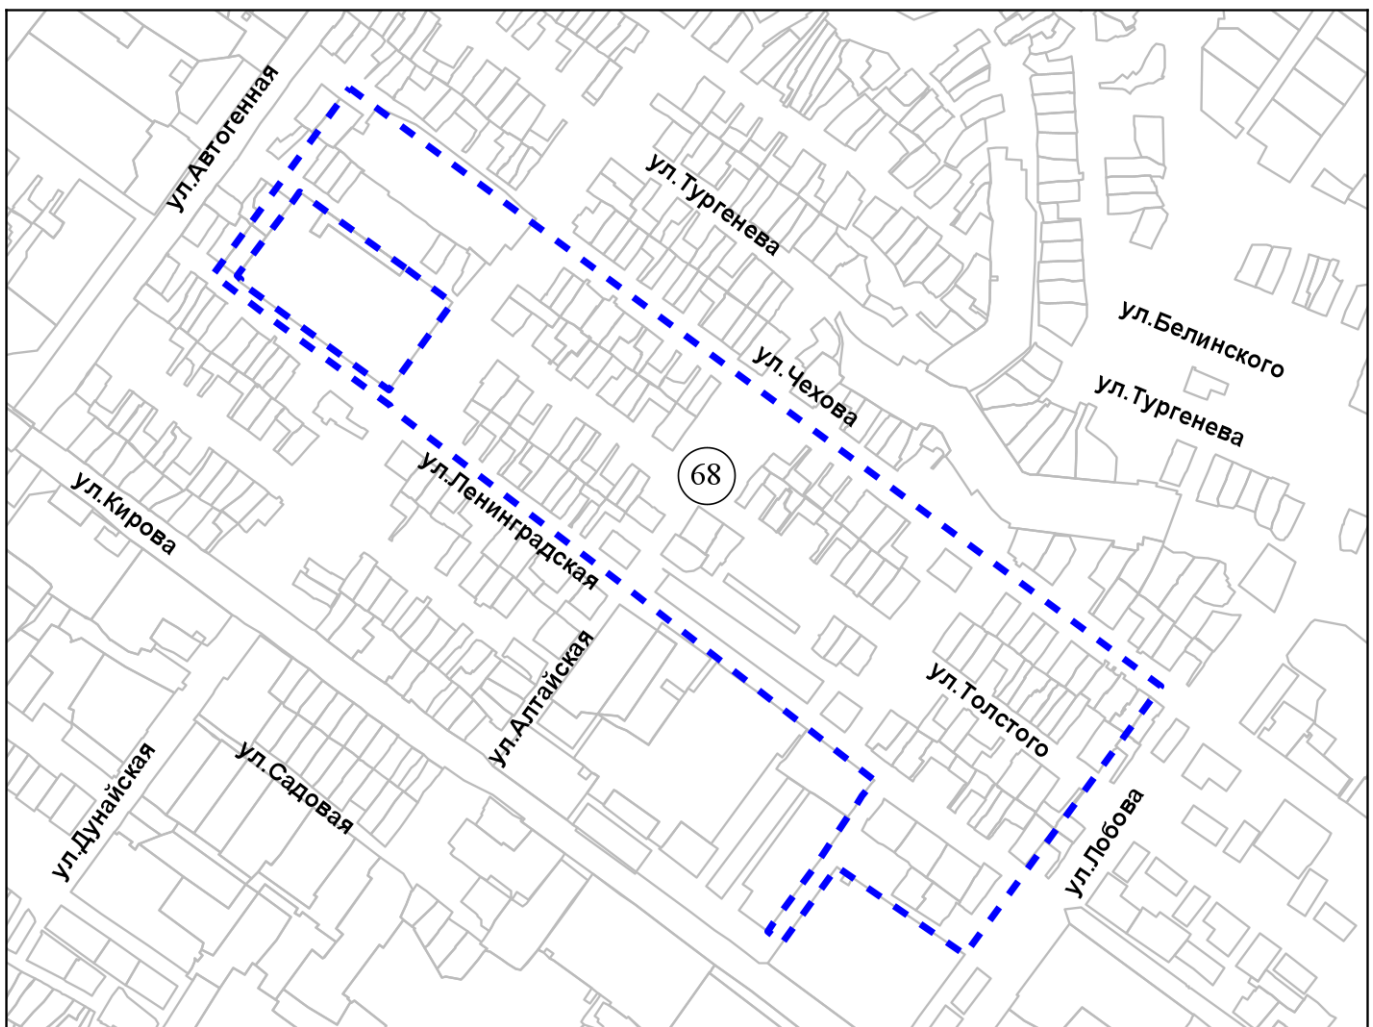 ул.Автогенная
ул.Тургенева
ул.Белинского
ул.Чехова
ул.Тургенева
68
ул.Ленинградская
ул.Кирова
ул.Алтайская
ул.Толстого
ул.Садовая
ул.Дунайская
ул.Лобова